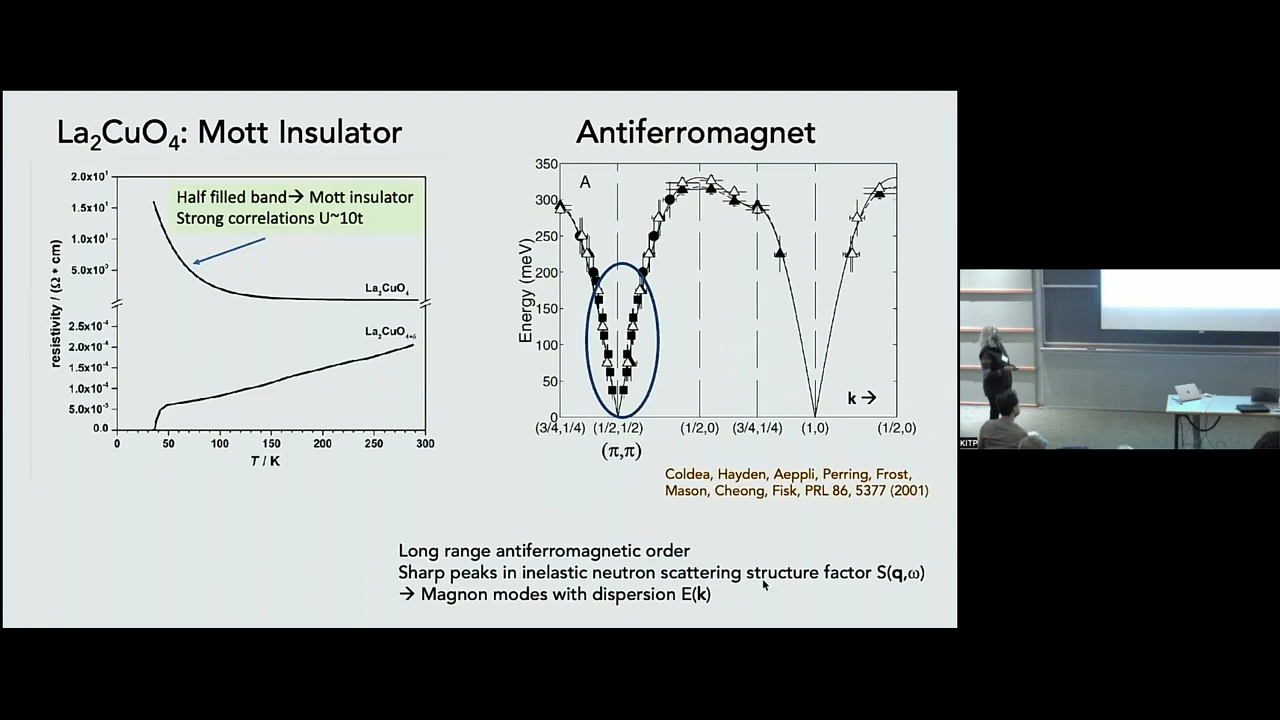 La₂CuO₄: Mott Insulator
Antiferromagnet
2.0x10¹
1.5x10¹
1.0x10¹
5.0x10⁰
2.5x10⁻⁴
2.0x10⁻⁴
1.5x10⁻⁴
1.0x10⁻⁴
5.0x10⁻⁵
0.0
resistivity / (Ω * cm)
Half filled band→ Mott insulator
Strong correlations U~10t
La₂CuO₄
La₂CuO₄₊δ
0 50 100 150 200 250 300
T / K
350
300
250
200
150
100
50
0
Energy (meV)
A
k →
(3/4,1/4) (1/2,1/2) (1/2,0) (3/4,1/4) (1,0) (1/2,0)
(π,π)
Coldea, Hayden, Aeppli, Perring, Frost,
Mason, Cheong, Fisk, PRL 86, 5377 (2001)
Long range antiferromagnetic order
Sharp peaks in inelastic neutron scattering structure factor S(q,ω)
→ Magnon modes with dispersion E(k)
KITP